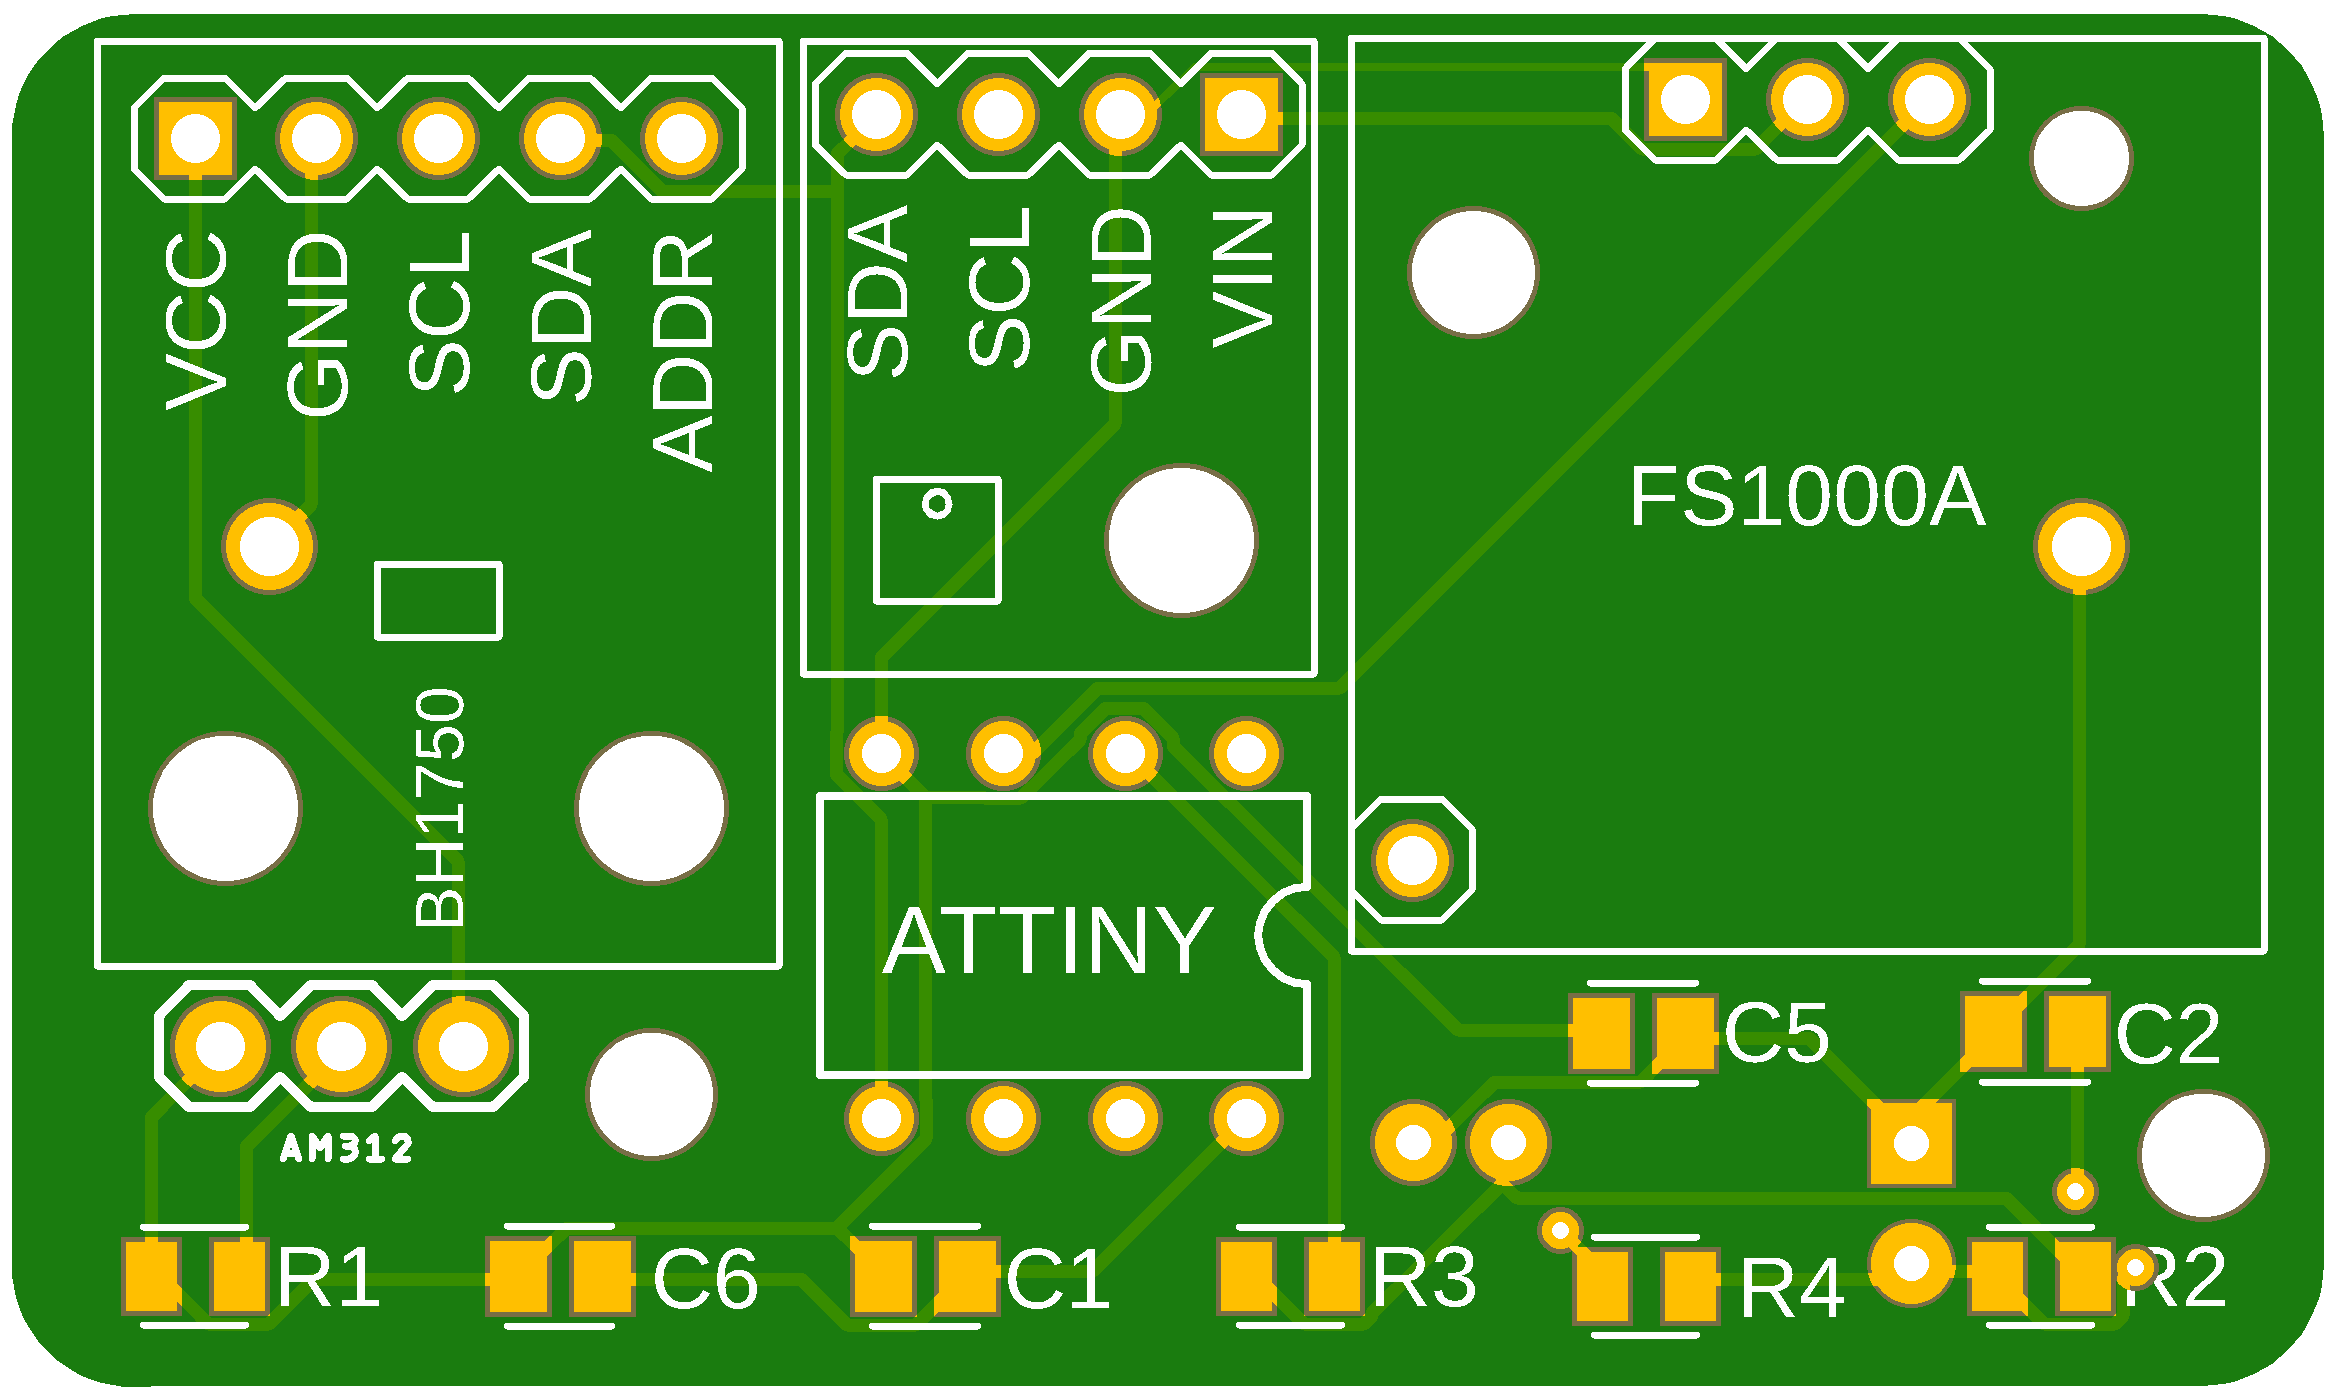 VCC
GND
SCL
SDA
ADDR
SDA
SCL
GND
VIN
FS1000A
BH1750
ATTINY
AM312
C5
C2
R1
C6
C1
R3
R4
R2